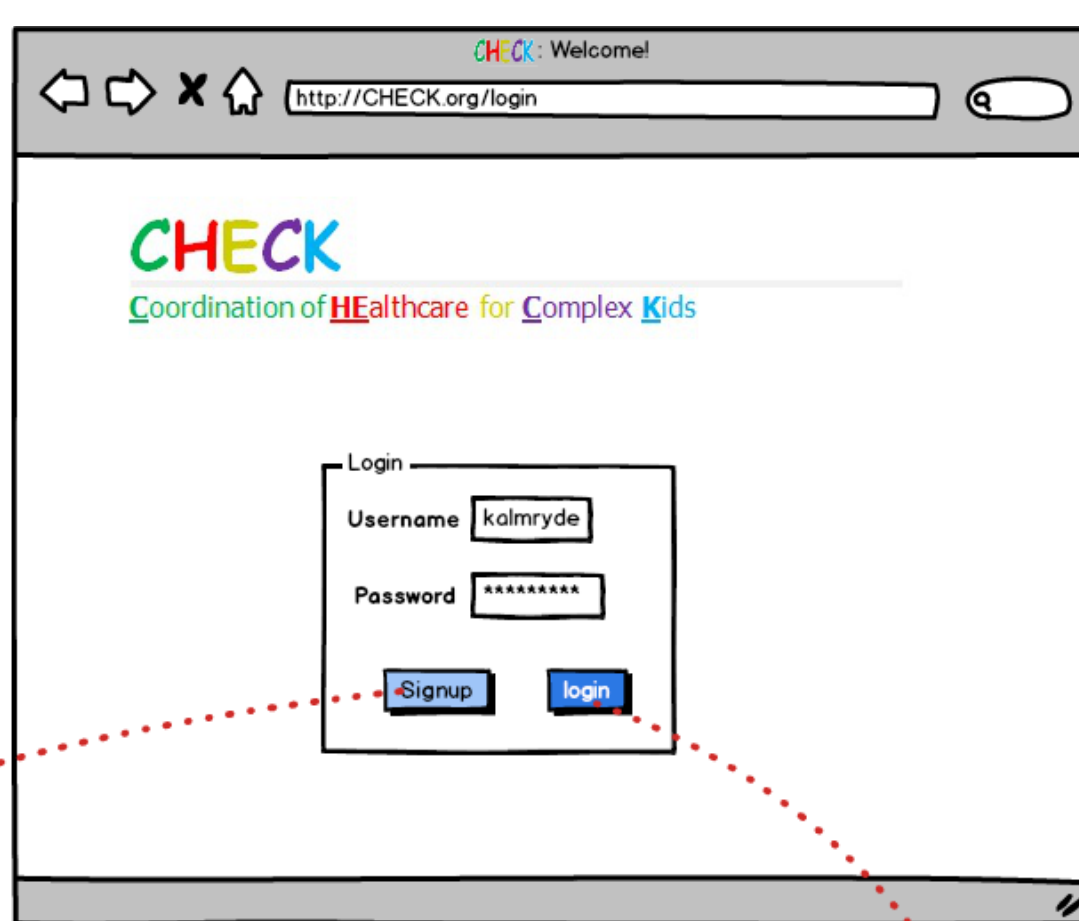 CHECK: Welcome!
http://CHECK.org/login
CHECK
Coordination of HEalthcare for Complex Kids
Login
Username kalmryde
Password *********
Signup login